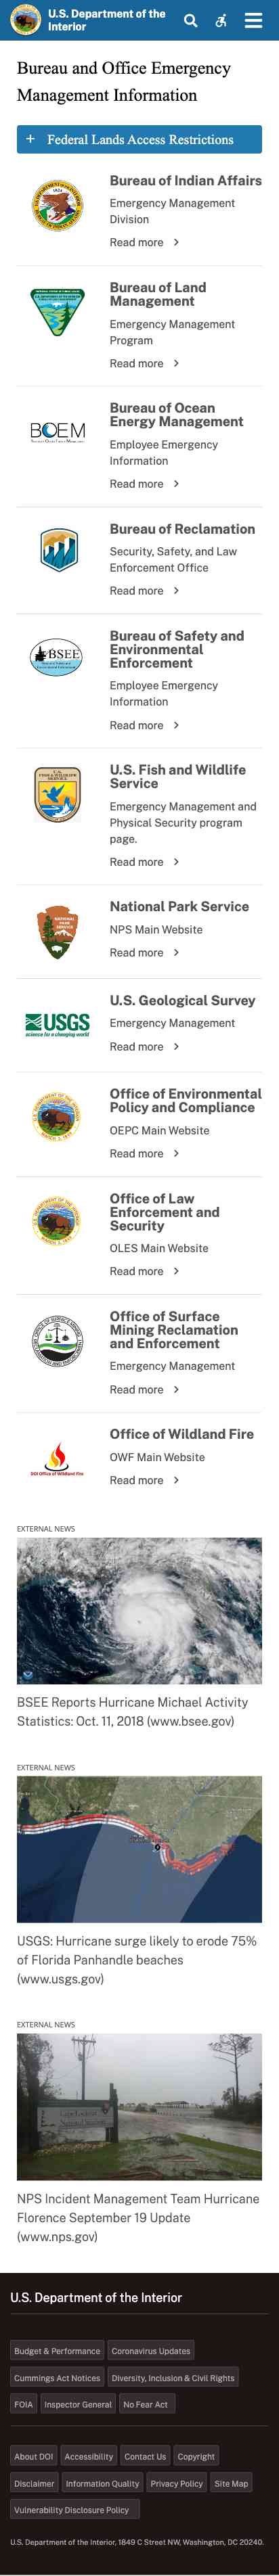 U.S. Department of the
Interior
Bureau and Office Emergency
Management Information
+ Federal Lands Access Restrictions
Bureau of Indian Affairs
Emergency Management
Division
Read more
Bureau of Land
Management
Emergency Management
Program
Read more
BOEM
Bureau of Ocean
Energy Management
Employee Emergency
Information
Read more
Bureau of Reclamation
Security, Safety, and Law
Enforcement Office
Read more
BSEE
Bureau of Safety and
Environmental
Enforcement
Employee Emergency
Information
Read more
U.S.
FISH & WILDLIFE
SERVICE
U.S. Fish and Wildlife
Service
Emergency Management and
Physical Security program
page.
Read more
NATIONAL
PARK
SERVICE
National Park Service
NPS Main Website
Read more
USGS
science for a changing world
U.S. Geological Survey
Emergency Management
Read more
Office of Environmental
Policy and Compliance
OEPC Main Website
Read more
Office of Law
Enforcement and
Security
OLES Main Website
Read more
Office of Surface
Mining Reclamation
and Enforcement
Emergency Management
Read more
DOI Office of Wildland Fire
Office of Wildland Fire
OWF Main Website
Read more
EXTERNAL NEWS
BSEE Reports Hurricane Michael Activity
Statistics: Oct. 11, 2018 (www.bsee.gov)
EXTERNAL NEWS
USGS: Hurricane surge likely to erode 75%
of Florida Panhandle beaches
(www.usgs.gov)
EXTERNAL NEWS
NPS Incident Management Team Hurricane
Florence September 19 Update
(www.nps.gov)
U.S. Department of the Interior
Budget & Performance Coronavirus Updates
Cummings Act Notices Diversity, Inclusion & Civil Rights
FOIA Inspector General No Fear Act
About DOI Accessibility Contact Us Copyright
Disclaimer Information Quality Privacy Policy Site Map
Vulnerability Disclosure Policy
U.S. Department of the Interior, 1849 C Street NW, Washington, DC 20240.